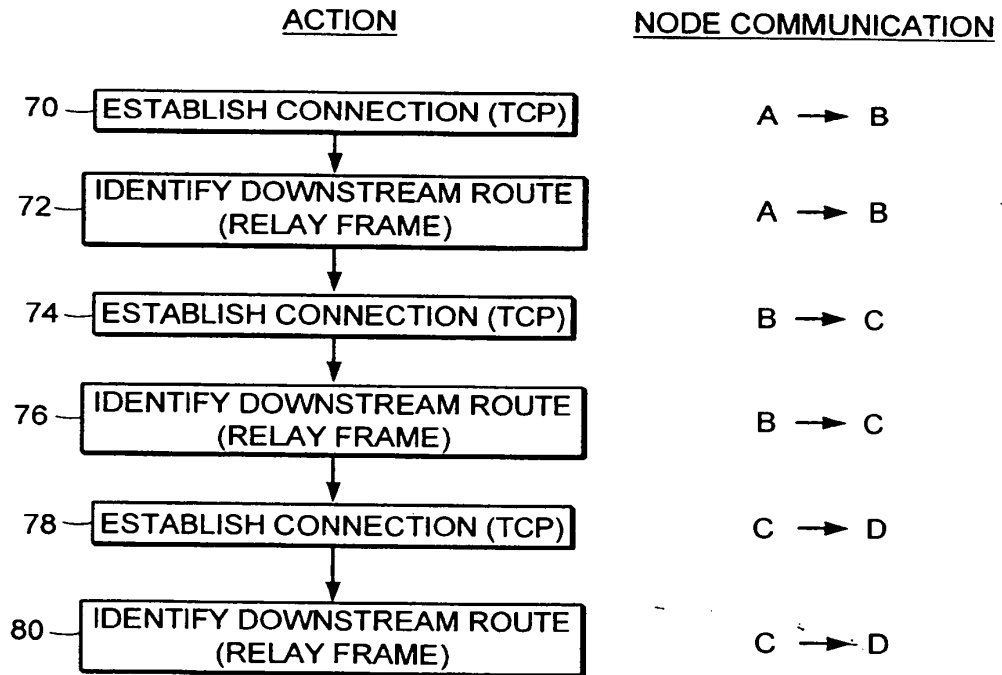 ACTION NODE COMMUNICATION
70 ESTABLISH CONNECTION (TCP) A → B
72 IDENTIFY DOWNSTREAM ROUTE
(RELAY FRAME) A → B
74 ESTABLISH CONNECTION (TCP) B → C
76 IDENTIFY DOWNSTREAM ROUTE
(RELAY FRAME) B → C
78 ESTABLISH CONNECTION (TCP) C → D
80 IDENTIFY DOWNSTREAM ROUTE
(RELAY FRAME) C → D